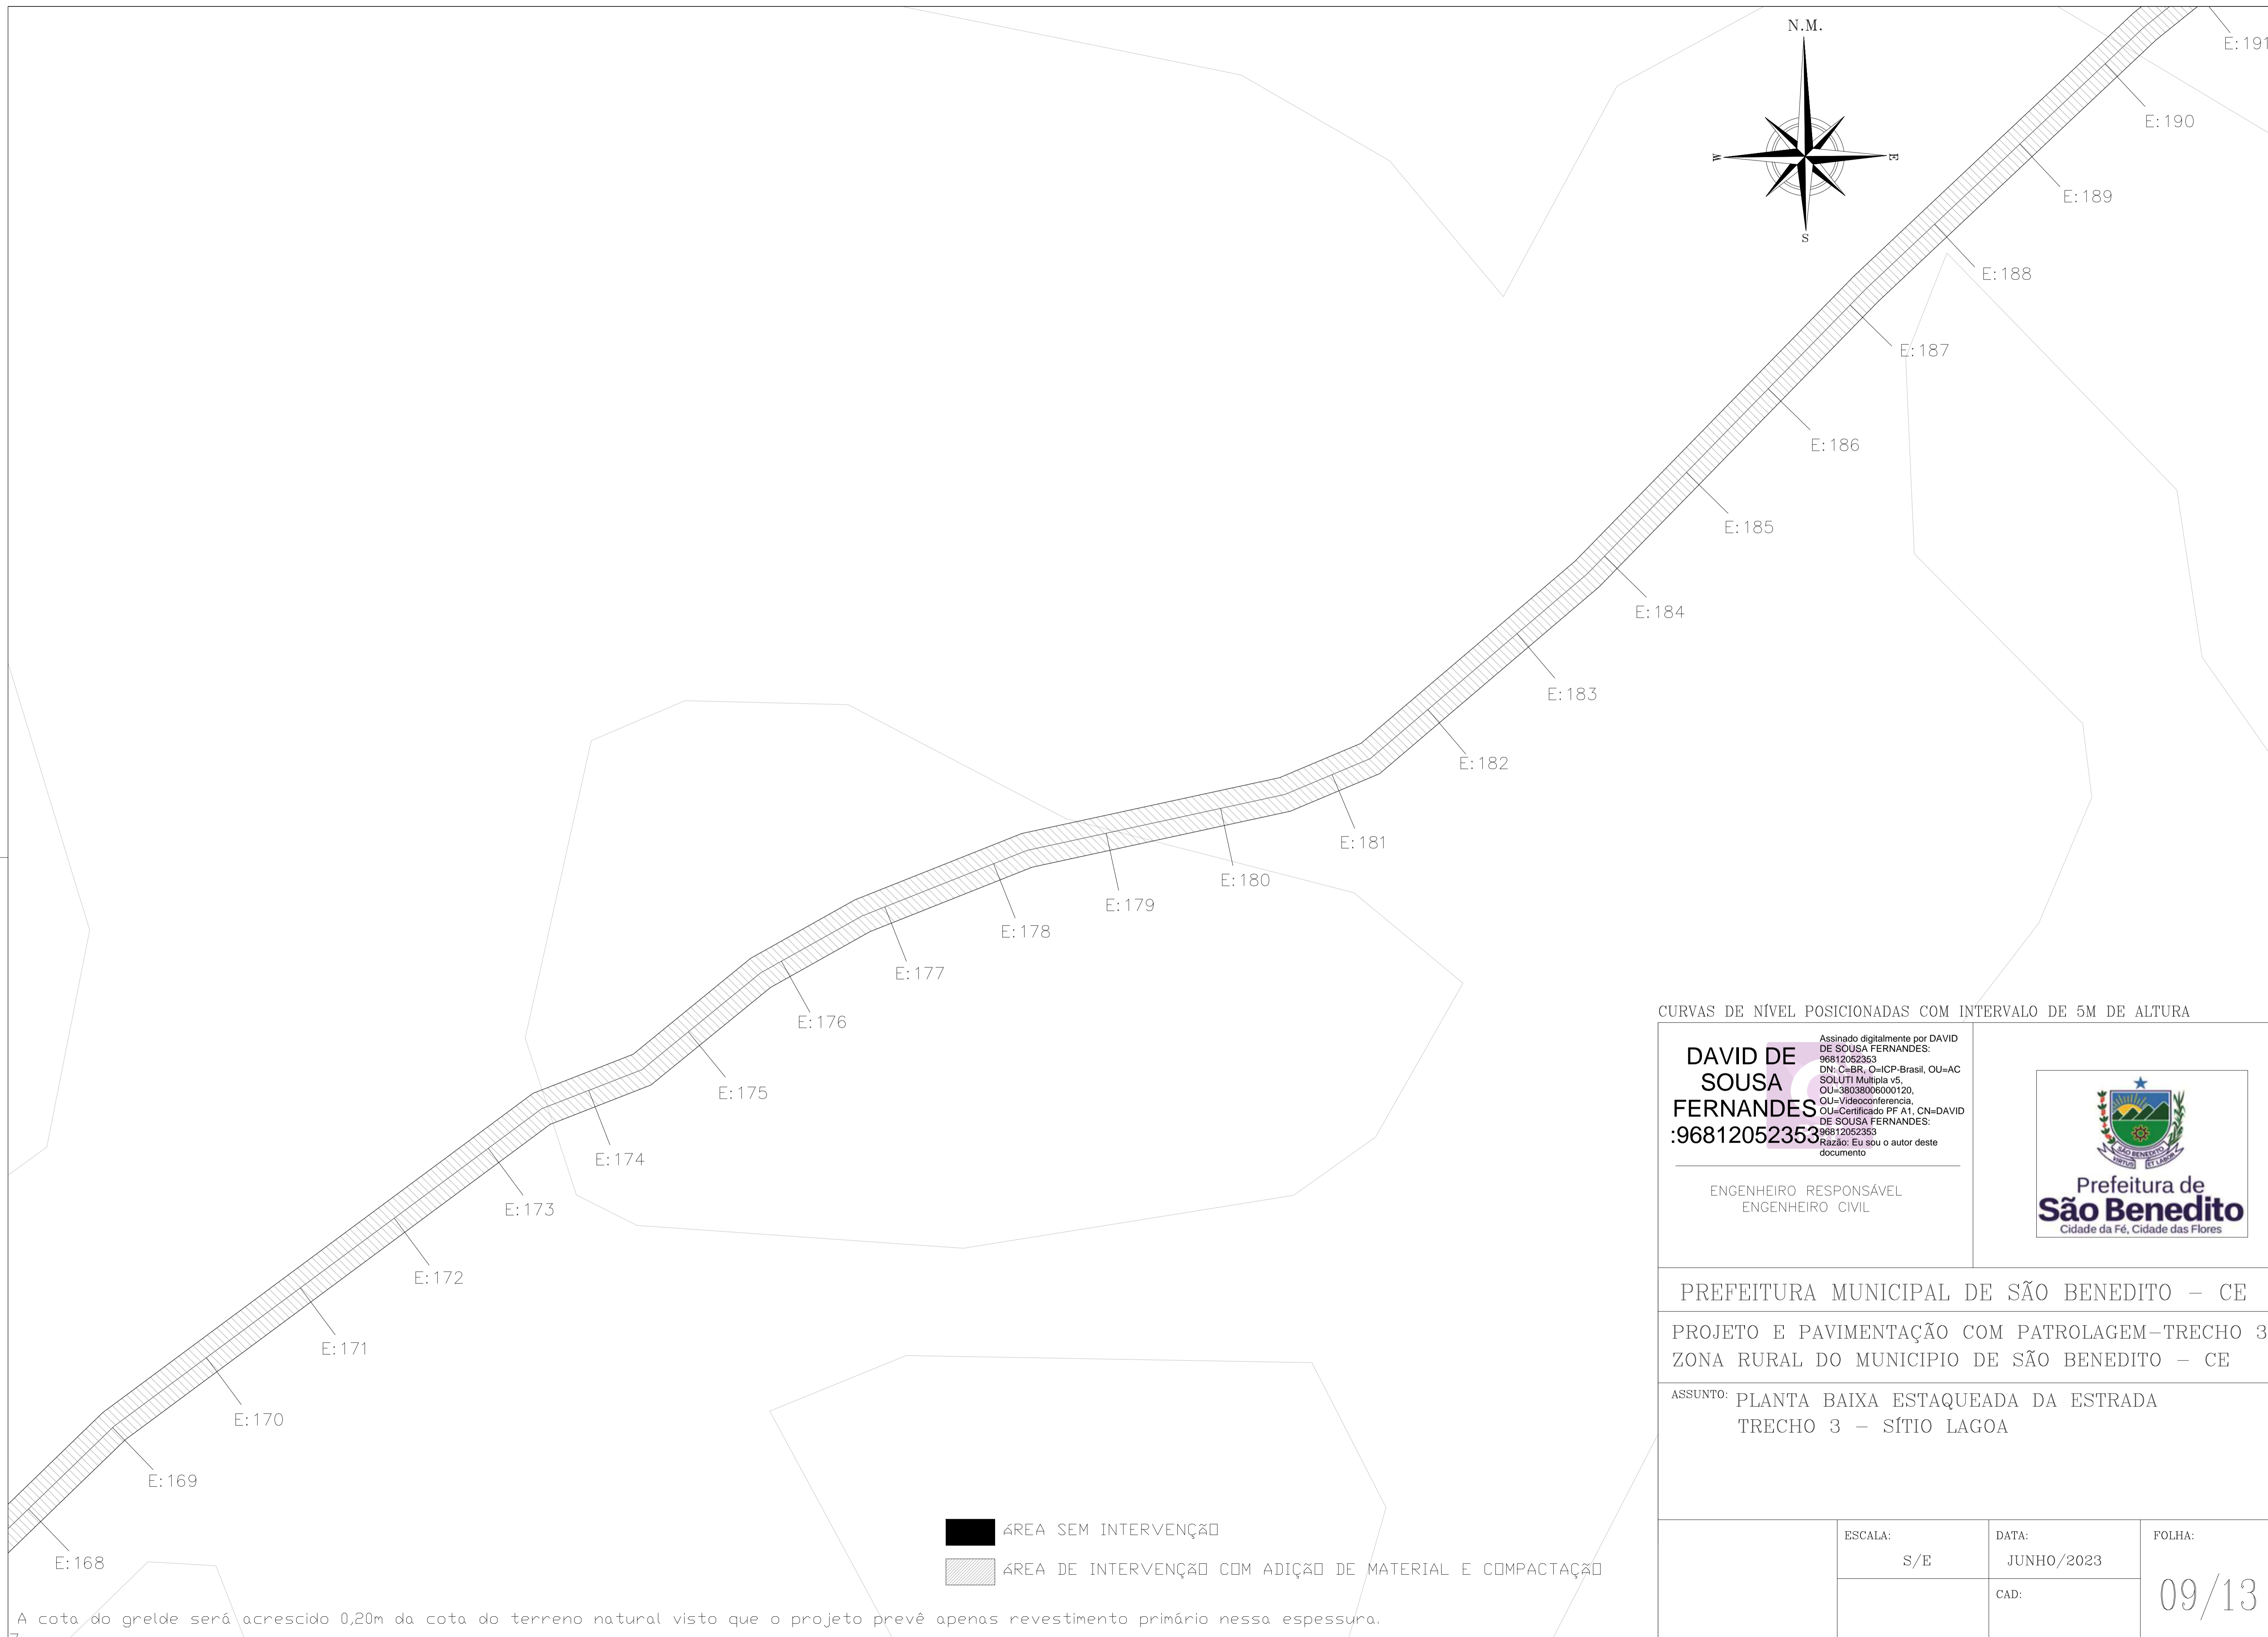 N.M.
W
E
S
E:191
E:190
E:189
E:188
E:187
E:186
E:185
E:184
E:183
E:182
E:181
E:180
E:179
E:178
E:177
E:176
E:175
E:174
E:173
E:172
E:171
E:170
E:169
E:168
ÁREA SEM INTERVENÇÃO
ÁREA DE INTERVENÇÃO COM ADIÇÃO DE MATERIAL E COMPACTAÇÃO
A cota do grelde será acrescido 0,20m da cota do terreno natural visto que o projeto prevê apenas revestimento primário nessa espessura.
CURVAS DE NÍVEL POSICIONADAS COM INTERVALO DE 5M DE ALTURA
DAVID DE
SOUSA
FERNANDES
:96812052353
Assinado digitalmente por DAVID
DE SOUSA FERNANDES:
96812052353
DN: C=BR, O=ICP-Brasil, OU=AC
SOLUTI Multipla v5,
OU=38038006000120,
OU=Videoconferencia,
OU=Certificado PF A1, CN=DAVID
DE SOUSA FERNANDES:
96812052353
Razão: Eu sou o autor deste
documento
ENGENHEIRO RESPONSÁVEL
ENGENHEIRO CIVIL
SÃO BENEDITO
VIRTUS ET LABOR
Prefeitura de
São Benedito
Cidade da Fé, Cidade das Flores
PREFEITURA MUNICIPAL DE SÃO BENEDITO – CE
PROJETO E PAVIMENTAÇÃO COM PATROLAGEM-TRECHO 3
ZONA RURAL DO MUNICIPIO DE SÃO BENEDITO – CE
ASSUNTO: PLANTA BAIXA ESTAQUEADA DA ESTRADA
TRECHO 3 – SÍTIO LAGOA
ESCALA:
S/E
DATA:
JUNHO/2023
CAD:
FOLHA:
09/13